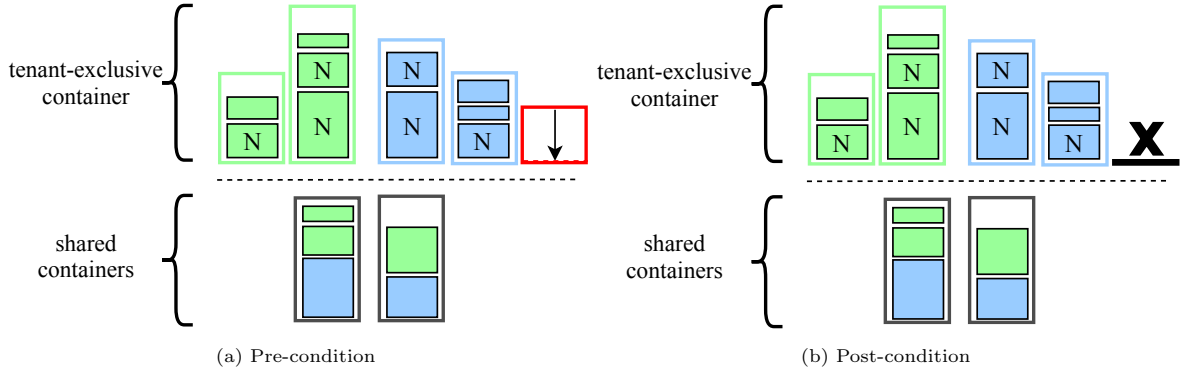 tenant-exclusive
container
N
N
N
N
N
N
shared
containers
(a) Pre-condition
tenant-exclusive
container
N
N
N
N
N
N
X
shared
containers
(b) Post-condition